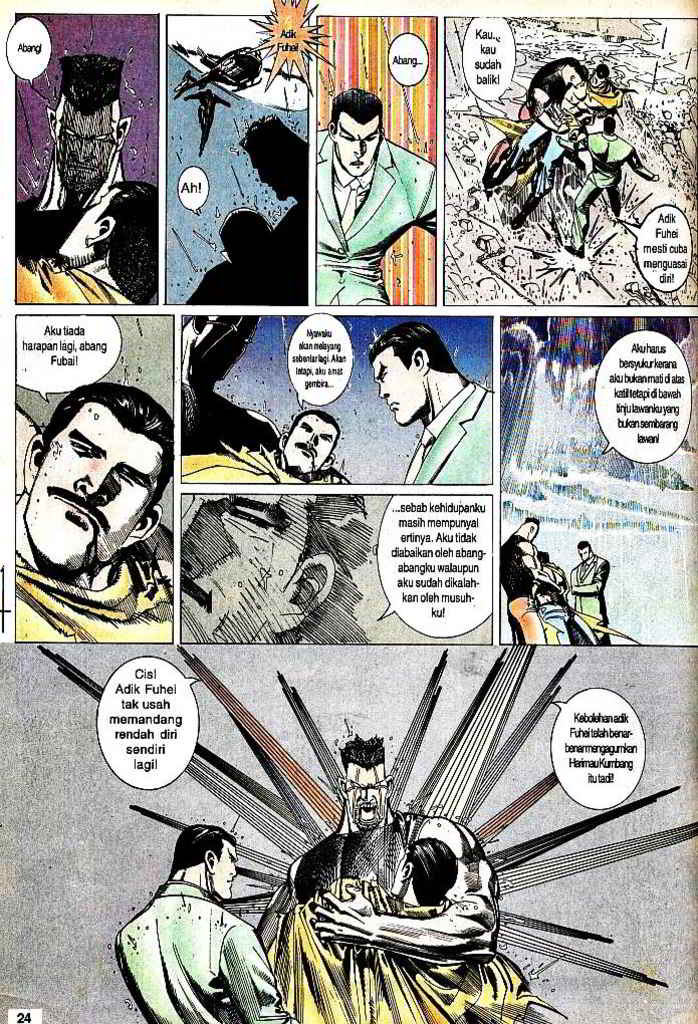 Abang!
Adik
Fuhei!
Ah!
Abang...
Kau...
kau
sudah
balik!
Adik
Fuhei
mesti cuba
menguasai
diri!
Aku tiada
harapan lagi, abang
Fubai!
Nyawaku
akan melayang
sebentar lagi. Akan
tetapi, aku amat
gembira...
...sebab kehidupanku
masih mempunyai
ertinya. Aku tidak
diabaikan oleh abang-
abangku walaupun
aku sudah dikalah-
kan oleh musuh-
ku!
Aku harus
bersyukur kerana
aku bukan mati di atas
katil tetapi di bawah
tinju lawanku yang
bukan sembarang
lawan!
Cis!
Adik Fuhei
tak usah
memandang
rendah diri
sendiri
lagi!
Kebolehan adik
Fuhei telah benar-
benar mengagumkan
Harimau Kumbang
itu tadi!
24